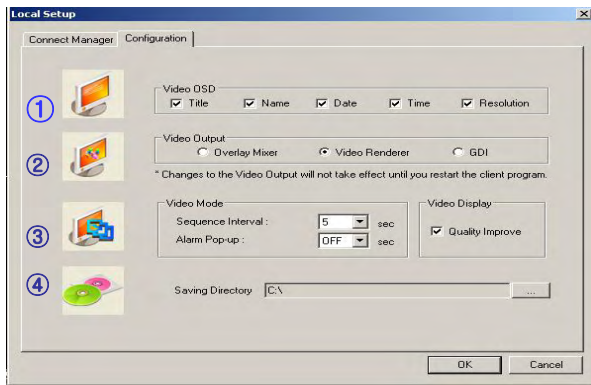 Local Setup
Connect Manager Configuration
① Video OSD
Title Name Date Time Resolution
② Video Output
Overlay Mixer Video Renderer GDI
* Changes to the Video Output will not take effect until you restart the client program.
Video Mode Video Display
③ Sequence Interval : 5 sec Quality Improve
Alarm Pop-up : OFF sec
④ Saving Directory C:\ ...
OK Cancel